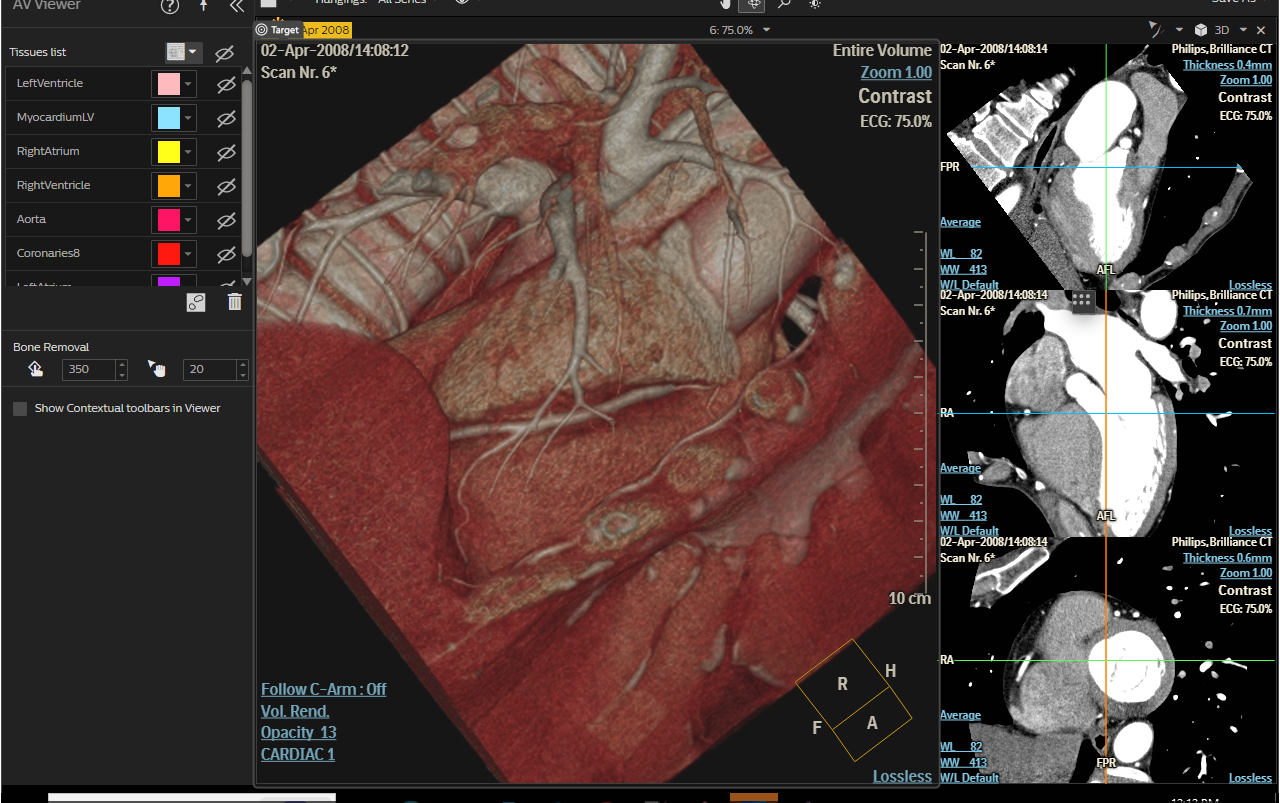 AV Viewer
Hangings: All Series
Save As
Target
Apr 2008
6: 75.0%
3D
Tissues list
LeftVentricle
MyocardiumLV
RightAtrium
RightVentricle
Aorta
Coronaries8
LeftAtrium
Bone Removal
350
20
Show Contextual toolbars in Viewer
02-Apr-2008/14:08:12
Scan Nr. 6*
Entire Volume
Zoom 1.00
Contrast
ECG: 75.0%
10 cm
Follow C-Arm : Off
Vol. Rend.
Opacity 13
CARDIAC 1
R
H
F
A
Lossless
02-Apr-2008/14:08:14
Scan Nr. 6*
Philips,Brilliance CT
Thickness 0.4mm
Zoom 1.00
Contrast
ECG: 75.0%
FPR
Average
WL 82
WW 413
W/L Default
AFL
Lossless
02-Apr-2008/14:08:14
Scan Nr. 6*
Philips,Brilliance CT
Thickness 0.7mm
Zoom 1.00
Contrast
ECG: 75.0%
RA
Average
WL 82
WW 413
W/L Default
AFL
Lossless
02-Apr-2008/14:08:14
Scan Nr. 6*
Philips,Brilliance CT
Thickness 0.6mm
Zoom 1.00
Contrast
ECG: 75.0%
RA
Average
WL 82
WW 413
W/L Default
FPR
Lossless